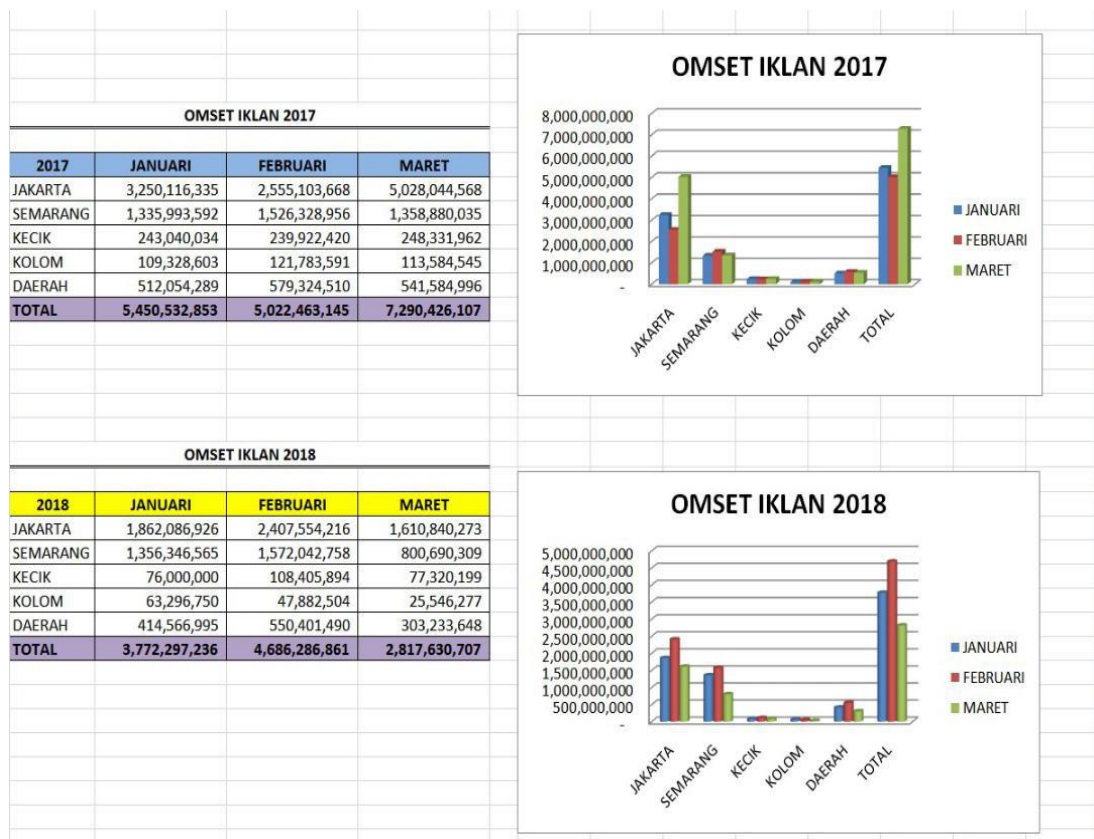 OMSET IKLAN 2017
2017 JANUARI FEBRUARI MARET
JAKARTA 3,250,116,335 2,555,103,668 5,028,044,568
SEMARANG 1,335,993,592 1,526,328,956 1,358,880,035
KECIK 243,040,034 239,922,420 248,331,962
KOLOM 109,328,603 121,783,591 113,584,545
DAERAH 512,054,289 579,324,510 541,584,996
TOTAL 5,450,532,853 5,022,463,145 7,290,426,107
OMSET IKLAN 2017
8,000,000,000
7,000,000,000
6,000,000,000
5,000,000,000
4,000,000,000
3,000,000,000
2,000,000,000
1,000,000,000
-
JAKARTA SEMARANG KECIK KOLOM DAERAH TOTAL
JANUARI
FEBRUARI
MARET
OMSET IKLAN 2018
2018 JANUARI FEBRUARI MARET
JAKARTA 1,862,086,926 2,407,554,216 1,610,840,273
SEMARANG 1,356,346,565 1,572,042,758 800,690,309
KECIK 76,000,000 108,405,894 77,320,199
KOLOM 63,296,750 47,882,504 25,546,277
DAERAH 414,566,995 550,401,490 303,233,648
TOTAL 3,772,297,236 4,686,286,861 2,817,630,707
OMSET IKLAN 2018
5,000,000,000
4,500,000,000
4,000,000,000
3,500,000,000
3,000,000,000
2,500,000,000
2,000,000,000
1,500,000,000
1,000,000,000
500,000,000
-
JAKARTA SEMARANG KECIK KOLOM DAERAH TOTAL
JANUARI
FEBRUARI
MARET